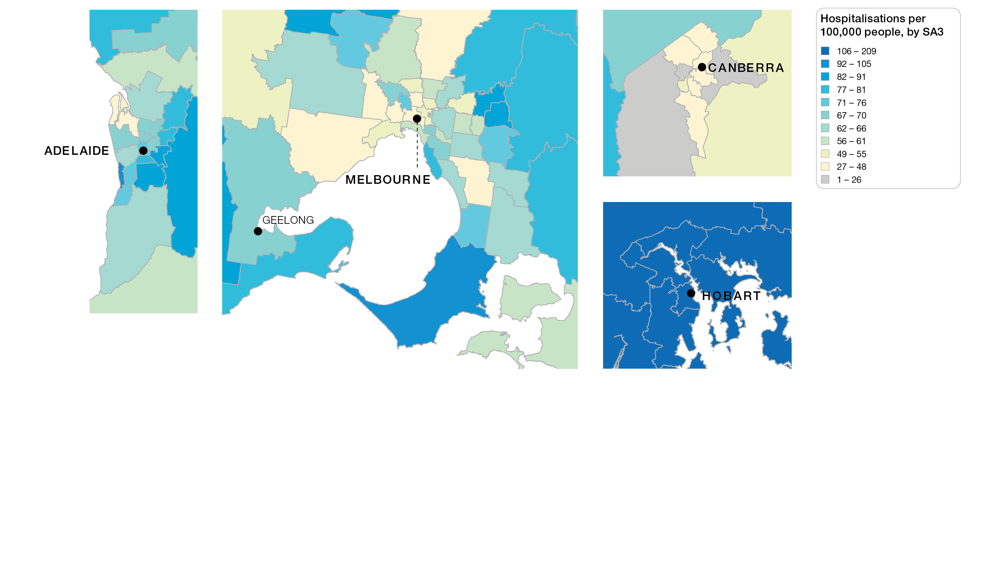 ADELAIDE
MELBOURNE
GEELONG
CANBERRA
HOBART
Hospitalisations per
100,000 people, by SA3
106 – 209
92 – 105
82 – 91
77 – 81
71 – 76
67 – 70
62 – 66
56 – 61
49 – 55
27 – 48
1 – 26